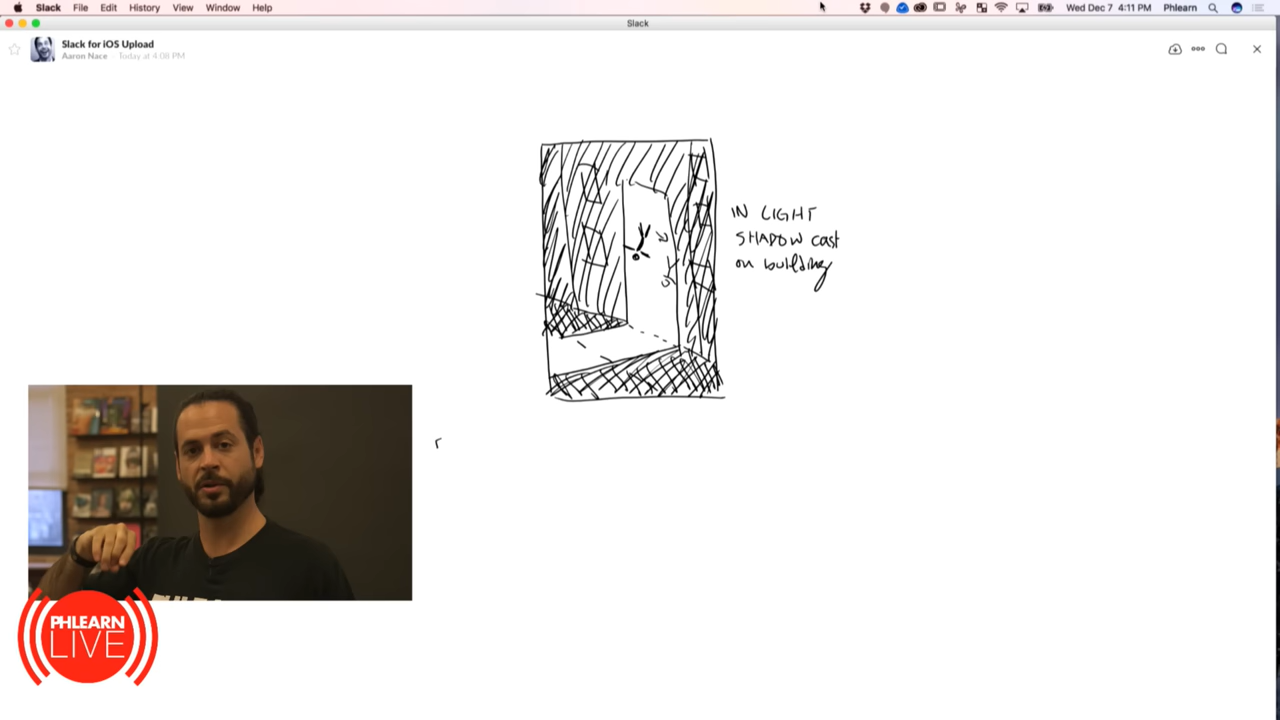 Slack File Edit History View Window Help
Wed Dec 7 4:11 PM Phlearn
Slack
Slack for iOS Upload
Aaron Nace Today at 4:08 PM
IN LIGHT
SHADOW cast
on building
PHLEARN
LIVE